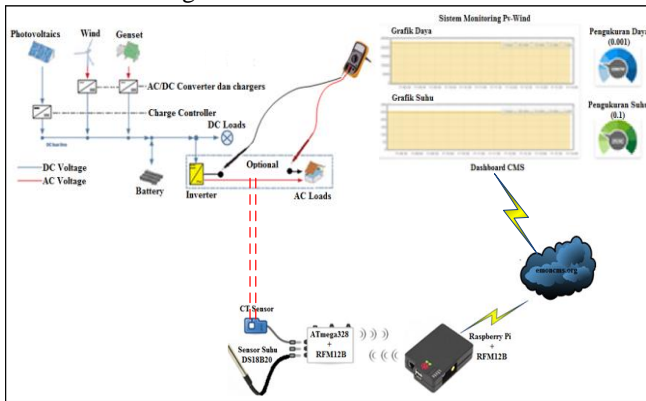 Sistem Monitoring Pv-Wind
Photovoltaics
Wind
Genset
Grafik Daya
Pengukuran Daya
(0.001)
AC/DC Converter dan chargers
Charge Controller
DC Loads
Grafik Suhu
Pengukuran Suhu
(0.1)
Dashboard CMS
DC Voltage
AC Voltage
Battery
Optional
Inverter
AC Loads
emoncms.org
CT Sensor
ATmega328
+
RFM12B
Sensor Suhu
DS18B20
Raspberry Pi
+
RFM12B